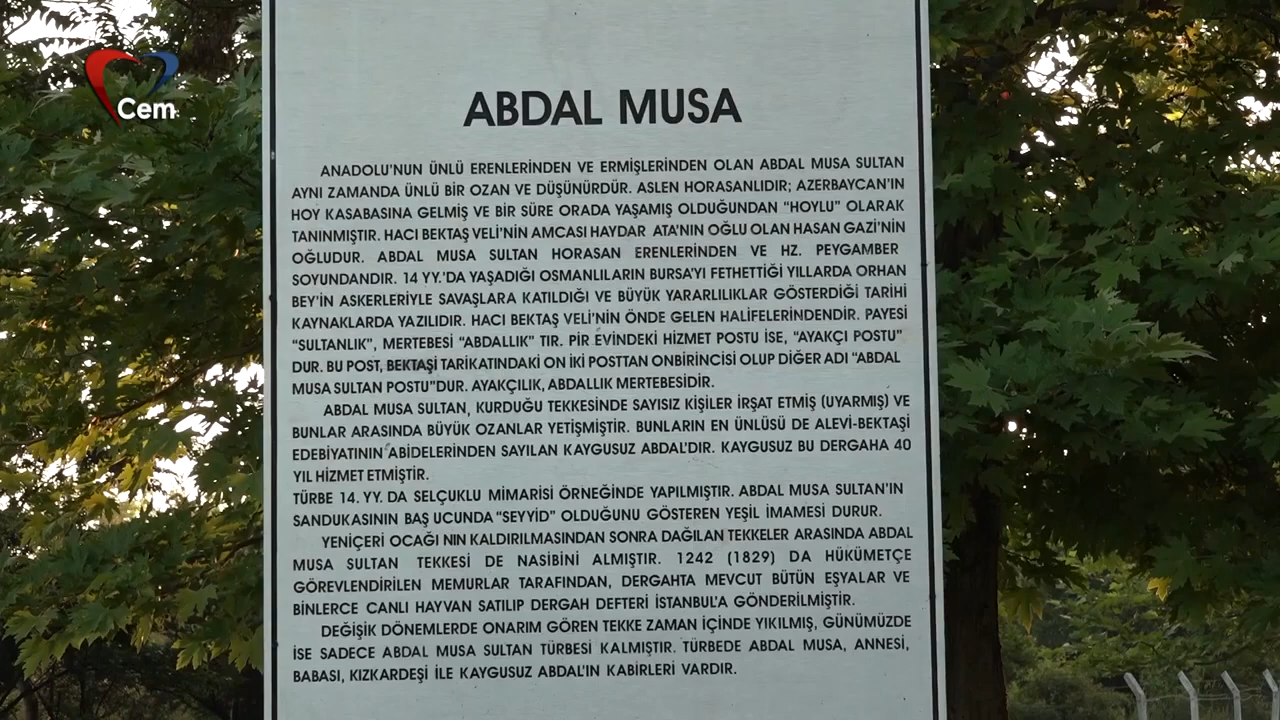 Cem
ABDAL MUSA
ANADOLU'NUN ÜNLÜ ERENLERİNDEN VE ERMİŞLERİNDEN OLAN ABDAL MUSA SULTAN
AYNI ZAMANDA ÜNLÜ BİR OZAN VE DÜŞÜNÜRDÜR. ASLEN HORASANLIDIR; AZERBAYCAN'IN
HOY KASABASINA GELMİŞ VE BİR SÜRE ORADA YAŞAMIŞ OLDUĞUNDAN "HOYLU" OLARAK
TANINMIŞTIR. HACI BEKTAŞ VELİ'NİN AMCASI HAYDAR ATA'NIN OĞLU OLAN HASAN GAZİ'NİN
OĞLUDUR. ABDAL MUSA SULTAN HORASAN ERENLERİNDEN VE HZ. PEYGAMBER
SOYUNDANDIR. 14 YY.'DA YAŞADIĞI OSMANLILARIN BURSA'YI FETHETTİĞİ YILLARDA ORHAN
BEY'İN ASKERLERİYLE SAVAŞLARA KATILDIĞI VE BÜYÜK YARARLILIKLAR GÖSTERDİĞİ TARİHİ
KAYNAKLARDA YAZILIDIR. HACI BEKTAŞ VELİ'NİN ÖNDE GELEN HALİFELERİNDENDİR. PAYESİ
"SULTANLIK", MERTEBESİ "ABDALLIK" TIR. PİR EVİNDEKİ HİZMET POSTU İSE, "AYAKÇI POSTU"
DUR. BU POST, BEKTAŞİ TARİKATINDAKİ ON İKİ POSTTAN ONBİRİNCİSİ OLUP DİĞER ADI "ABDAL
MUSA SULTAN POSTU"DUR. AYAKÇILIK, ABDALLIK MERTEBESİDİR.
ABDAL MUSA SULTAN, KURDUĞU TEKKESİNDE SAYISIZ KİŞİLER İRŞAT ETMİŞ (UYARMIŞ) VE
BUNLAR ARASINDA BÜYÜK OZANLAR YETİŞMİŞTİR. BUNLARIN EN ÜNLÜSÜ DE ALEVİ-BEKTAŞİ
EDEBİYATININ ABİDELERİNDEN SAYILAN KAYGUSUZ ABDAL'DIR. KAYGUSUZ BU DERGAHA 40
YIL HİZMET ETMİŞTİR.
TÜRBE 14. YY. DA SELÇUKLU MİMARİSİ ÖRNEĞİNDE YAPILMIŞTIR. ABDAL MUSA SULTAN'IN
SANDUKASININ BAŞ UCUNDA "SEYYİD" OLDUĞUNU GÖSTEREN YEŞİL İMAMESİ DURUR.
YENİÇERİ OCAĞI NIN KALDIRILMASINDAN SONRA DAĞILAN TEKKELER ARASINDA ABDAL
MUSA SULTAN TEKKESİ DE NASİBİNİ ALMIŞTIR. 1242 (1829) DA HÜKÜMETÇE
GÖREVLENDİRİLEN MEMURLAR TARAFINDAN, DERGAHTA MEVCUT BÜTÜN EŞYALAR VE
BİNLERCE CANLI HAYVAN SATILIP DERGAH DEFTERİ İSTANBUL'A GÖNDERİLMİŞTİR.
DEĞİŞİK DÖNEMLERDE ONARIM GÖREN TEKKE ZAMAN İÇİNDE YIKILMIŞ, GÜNÜMÜZDE
İSE SADECE ABDAL MUSA SULTAN TÜRBESİ KALMIŞTIR. TÜRBEDE ABDAL MUSA, ANNESİ,
BABASI, KIZKARDEŞİ İLE KAYGUSUZ ABDAL'IN KABİRLERİ VARDIR.